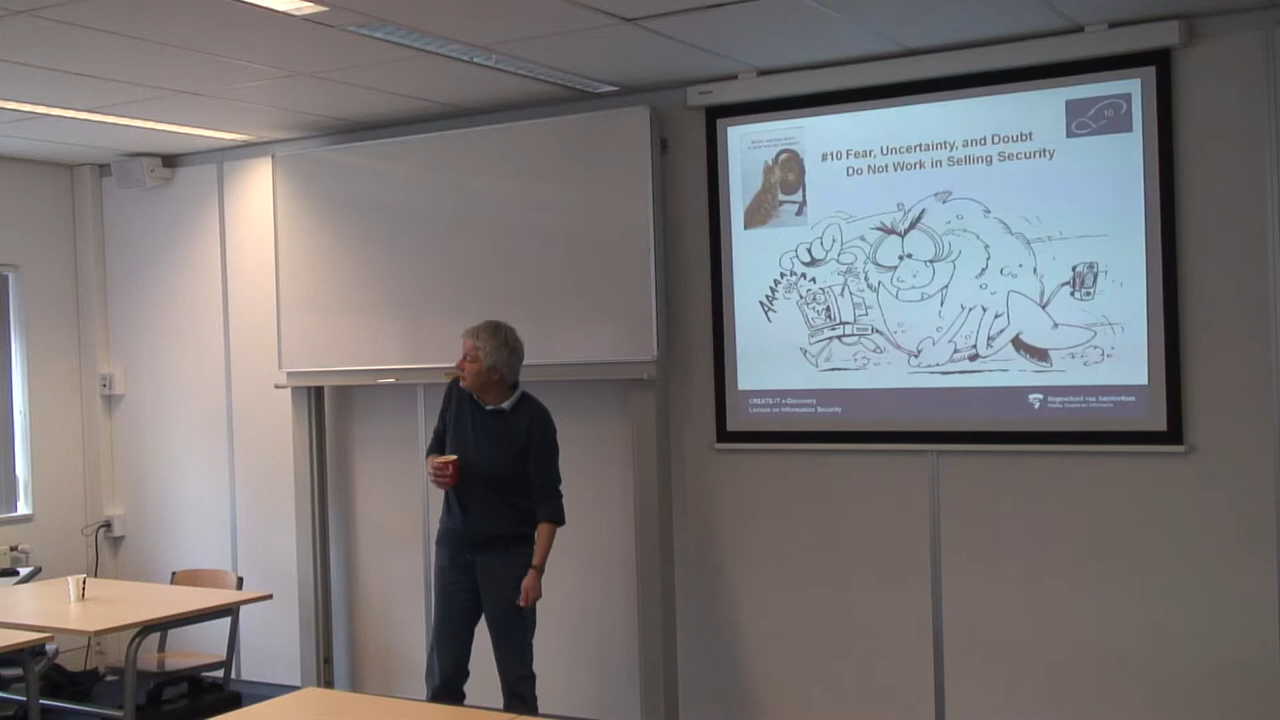 10
#10 Fear, Uncertainty, and Doubt
Do Not Work in Selling Security
AAAAAAAA
CREATE-IT e-Discovery
Lecture on Information Security
Hogeschool van Amsterdam